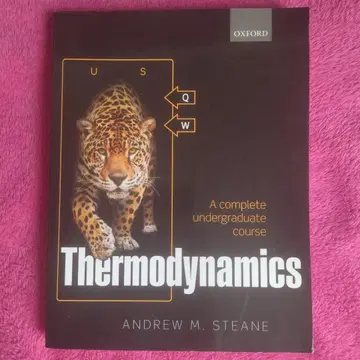 OXFORD
U S
Q
W
A complete
undergraduate
course
Thermodynamics
ANDREW M. STEANE